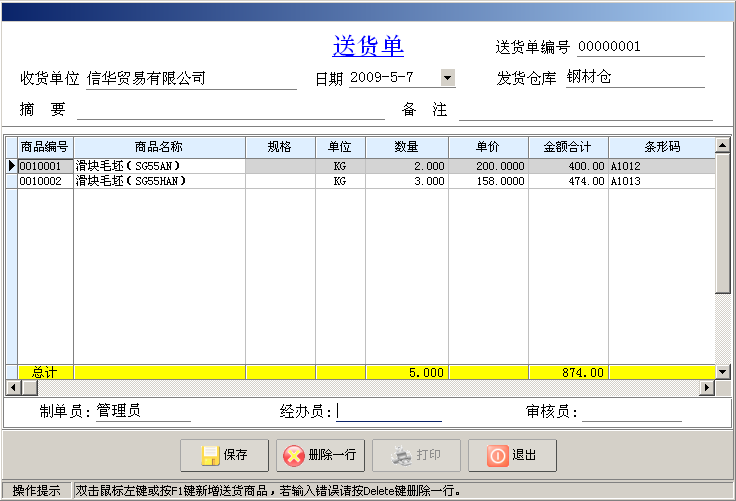 送货单
送货单编号 00000001
收货单位 信华贸易有限公司 日期 2009-5-7 发货仓库 钢材仓
摘 要 备 注
商品编号 商品名称 规格 单位 数量 单价 金额合计 条形码
0010001 滑块毛坯(SG55AN) KG 2.000 200.0000 400.00 A1012
0010002 滑块毛坯(SG55HAN) KG 3.000 158.0000 474.00 A1013
总计 5.000 874.00
制单员:管理员 经办员: 审核员:
保存 删除一行 打印 退出
操作提示 双击鼠标左键或按F1键新增送货商品,若输入错误请按Delete键删除一行。